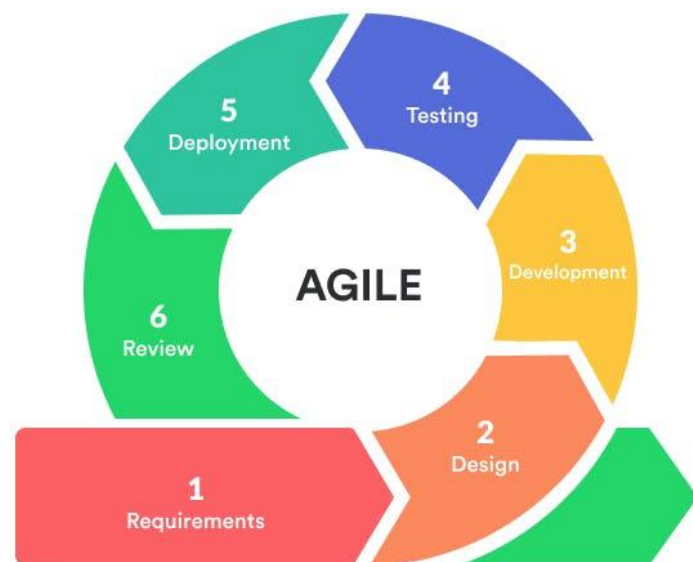 AGILE
1
Requirements
2
Design
3
Development
4
Testing
5
Deployment
6
Review